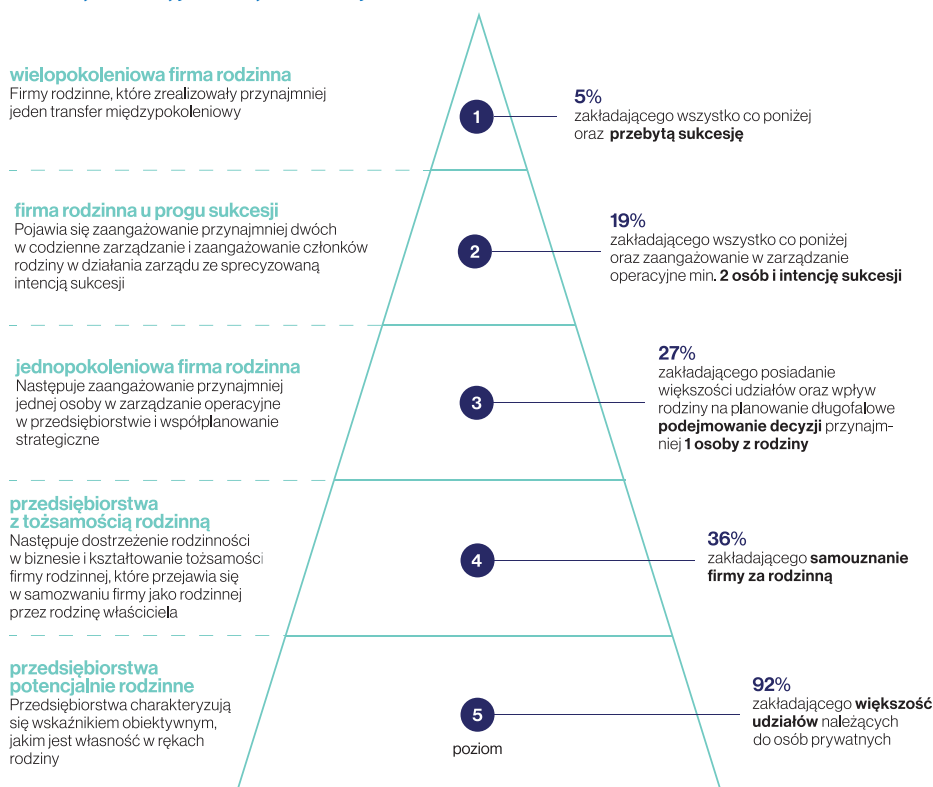 wielopokoleniowa firma rodzinna
Firmy rodzinne, które zrealizowały przynajmniej
jeden transfer międzypokoleniowy
1
5%
zakładającego wszystko co poniżej
oraz przebytą sukcesję
firma rodzinna u progu sukcesji
Pojawia się zaangażowanie przynajmniej dwóch
w codzienne zarządzanie i zaangażowanie członków
rodziny w działania zarządu ze sprecyzowaną
intencją sukcesji
2
19%
zakładającego wszystko co poniżej
oraz zaangażowanie w zarządzanie
operacyjne min. 2 osób i intencję sukcesji
jednopokoleniowa firma rodzinna
Następuje zaangażowanie przynajmniej
jednej osoby w zarządzanie operacyjne
w przedsiębiorstwie i współplanowanie
strategiczne
3
27%
zakładającego posiadanie
większości udziałów oraz wpływ
rodziny na planowanie długofalowe
podejmowanie decyzji przynajm-
niej 1 osoby z rodziny
przedsiębiorstwa
z tożsamością rodzinną
Następuje dostrzeżenie rodzinności
w biznesie i kształtowanie tożsamości
firmy rodzinnej, które przejawia się
w samozwaniu firmy jako rodzinnej
przez rodzinę właściciela
4
36%
zakładającego samouznanie
firmy za rodzinną
przedsiębiorstwa
potencjalnie rodzinne
Przedsiębiorstwa charakteryzują
się wskaźnikiem obiektywnym,
jakim jest własność w rękach
rodziny
5
poziom
92%
zakładającego większość
udziałów należących
do osób prywatnych